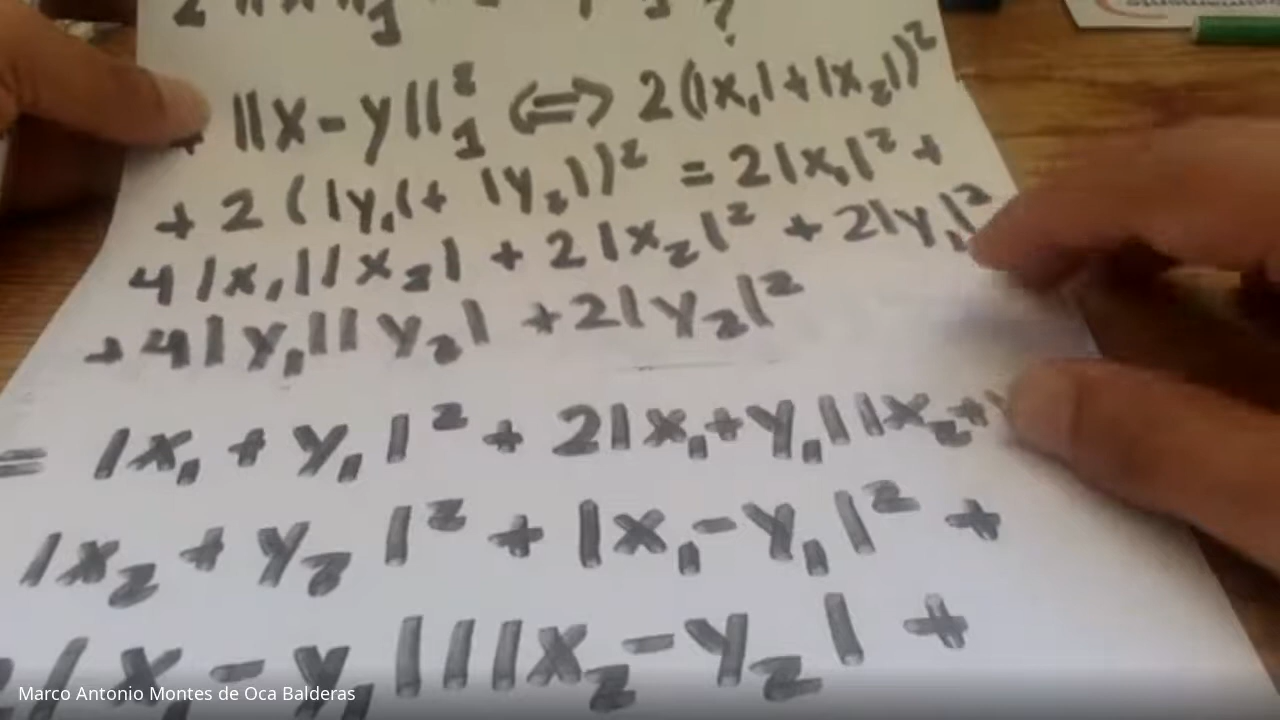 + ||x-y||₁² ⟺ 2(|x₁|+|x₂|)²
+ 2(|y₁|+ |y₂|)² = 2|x₁|² +
4|x₁||x₂| + 2|x₂|² + 2|y₁|²
+4|y₁||y₂| +2|y₂|²
= |x₁+y₁|² + 2|x₁+y₁||x₂+
|x₂+y₂|² + |x₁-y₁|² +
|x₁-y₁||x₂-y₂| +
Marco Antonio Montes de Oca Balderas